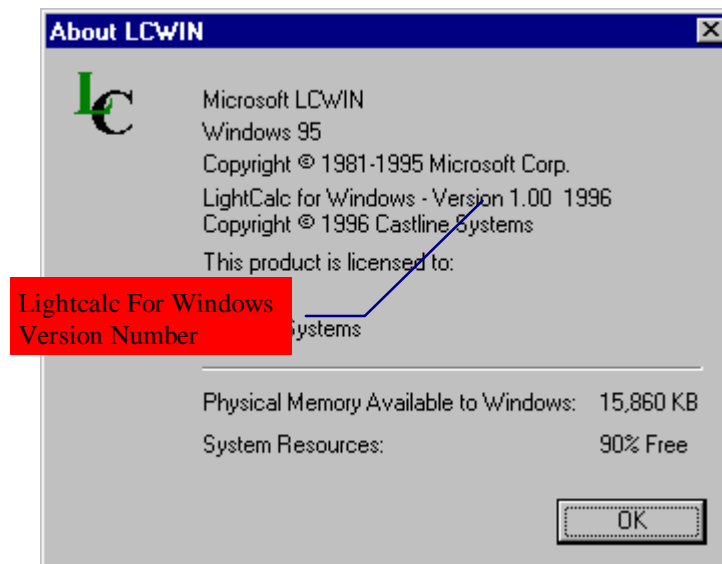 About LCWIN
LC
Microsoft LCWIN
Windows 95
Copyright © 1981-1995 Microsoft Corp.
LightCalc for Windows - Version 1.00 1996
Copyright © 1996 Castline Systems
This product is licensed to:
Lightcalc For Windows
Version Number
Systems
Physical Memory Available to Windows: 15,860 KB
System Resources: 90% Free
OK